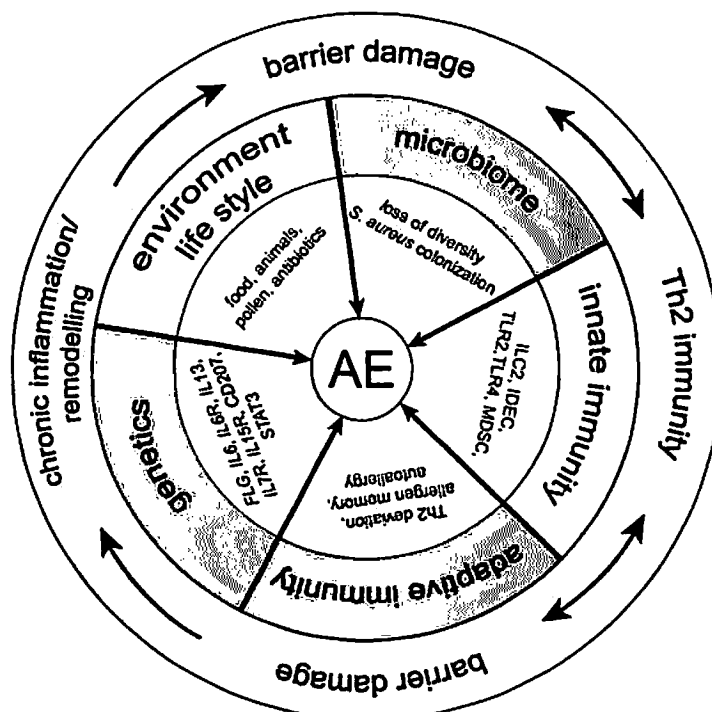 barrier damage
Th2 immunity
barrier damage
chronic inflammation/
remodelling
microbiome
loss of diversity
S. aureus colonization
innate immunity
ILC2, IDEC,
TLR2,TLR4, MDSC,
adaptive immunity
Th2 deviation,
allergen memory,
autoallergy
genetics
FLG, IL6, IL6R, IL13,
IL7R, IL15R, CD207,
STAT3
environment
life style
food, animals,
pollen, antibiotics
AE